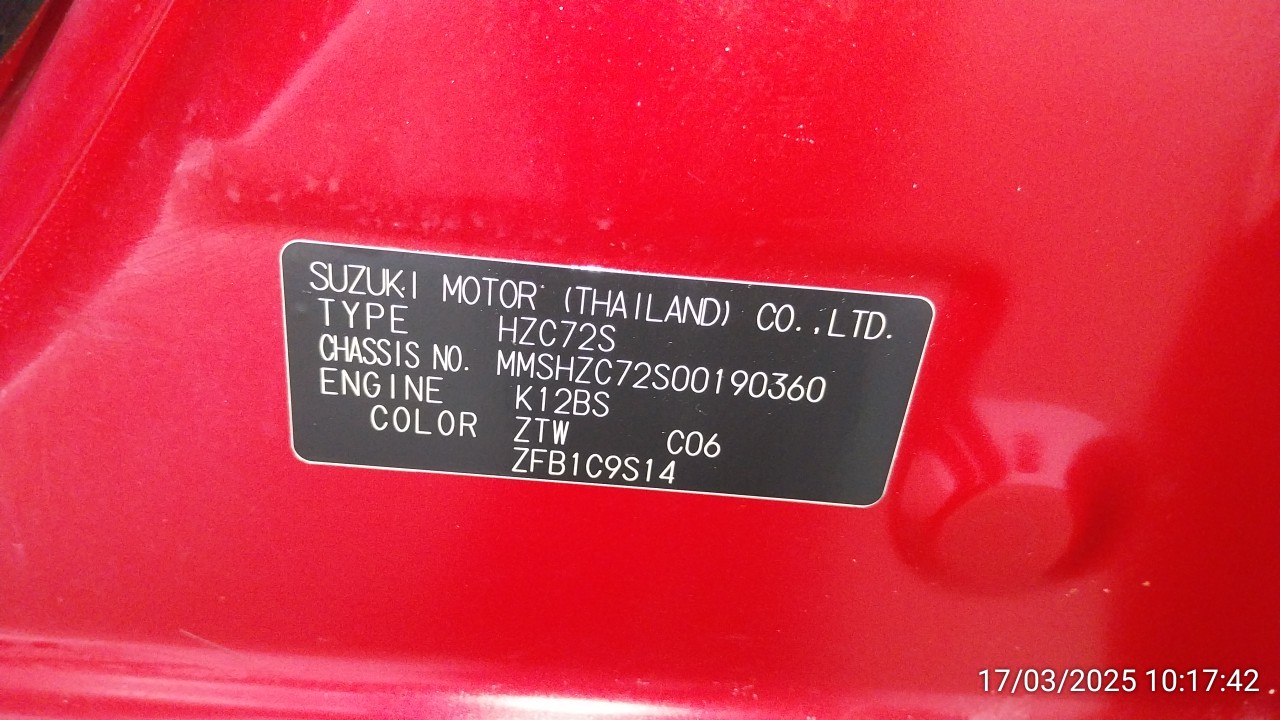 SUZUKI MOTOR (THAILAND) CO.,LTD.
TYPE HZC72S
CHASSIS NO. MMSHZC72S00190360
ENGINE K12BS
COLOR ZTW C06
ZFB1C9S14
17/03/2025 10:17:42